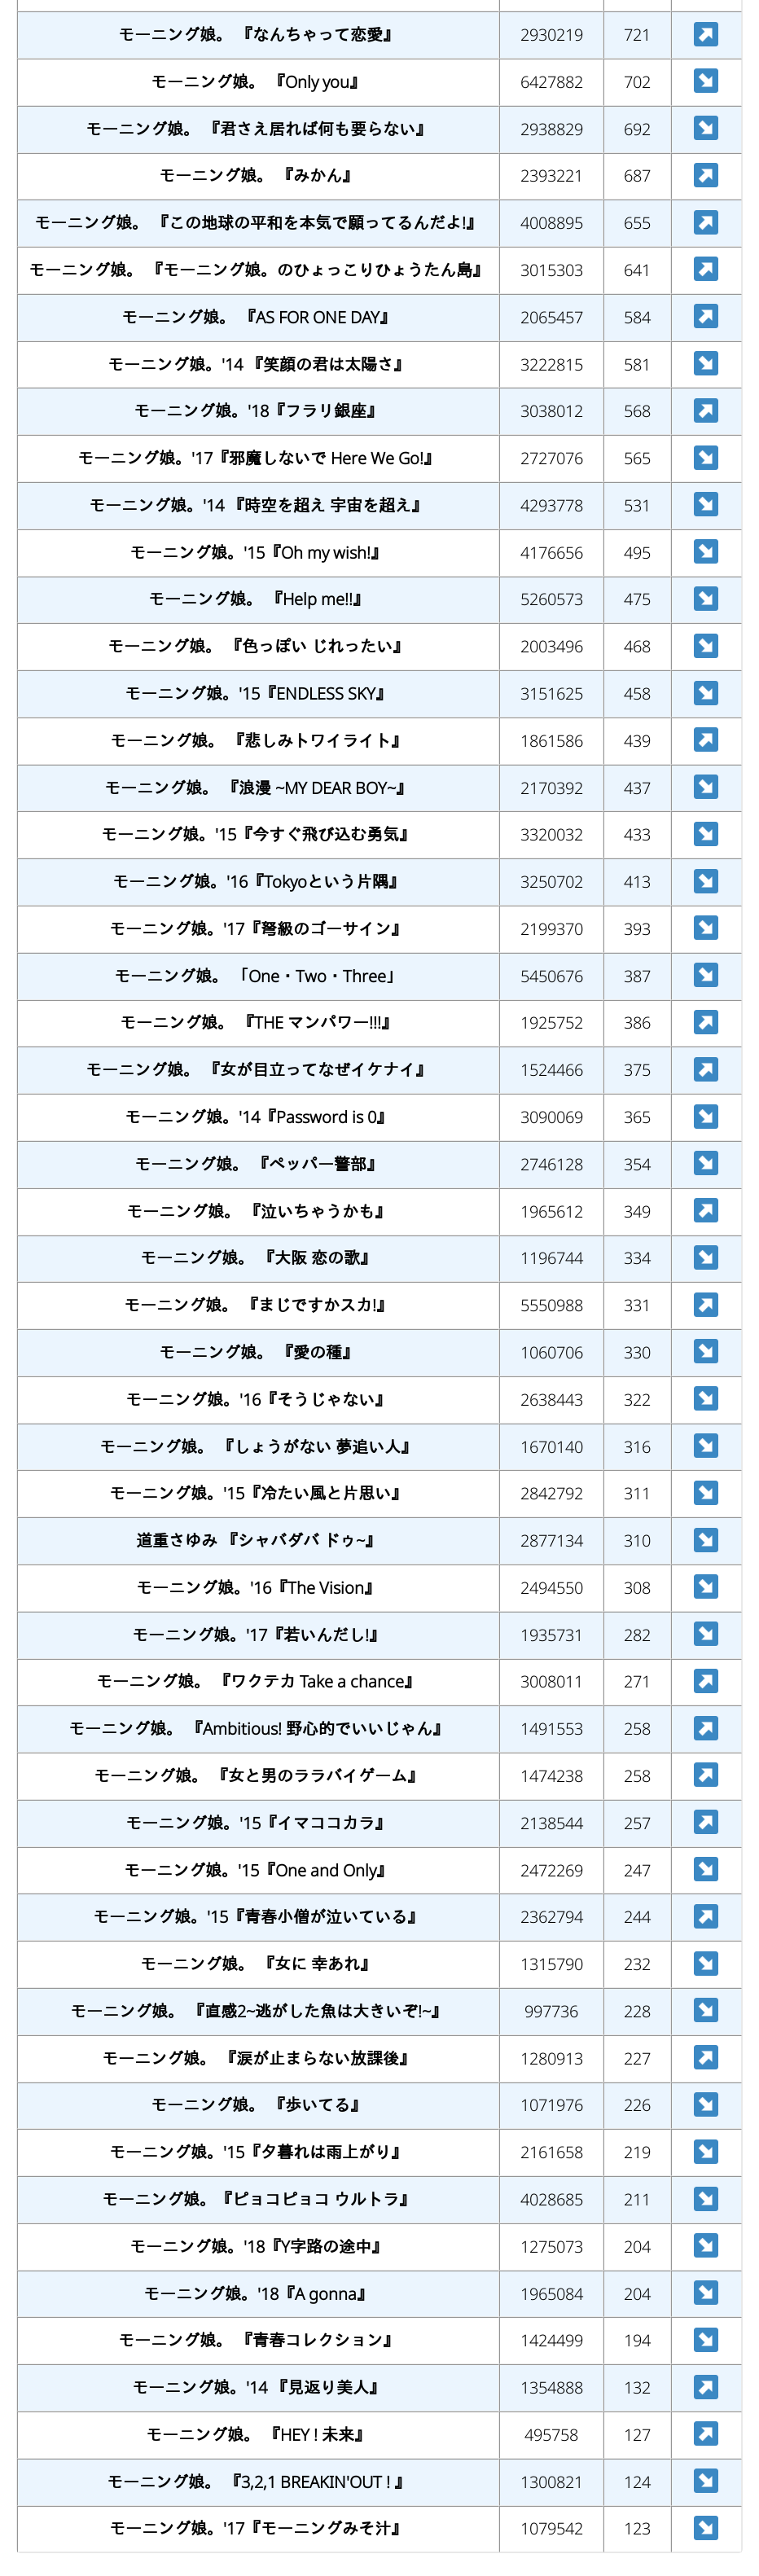 モーニング娘。 『なんちゃって恋愛』 2930219 721 ↗
モーニング娘。 『Only you』 6427882 702 ↘
モーニング娘。 『君さえ居れば何も要らない』 2938829 692 ↘
モーニング娘。 『みかん』 2393221 687 ↗
モーニング娘。 『この地球の平和を本気で願ってるんだよ!』 4008895 655 ↗
モーニング娘。 『モーニング娘。のひょっこりひょうたん島』 3015303 641 ↗
モーニング娘。 『AS FOR ONE DAY』 2065457 584 ↗
モーニング娘。'14 『笑顔の君は太陽さ』 3222815 581 ↘
モーニング娘。'18『フラリ銀座』 3038012 568 ↗
モーニング娘。'17『邪魔しないで Here We Go!』 2727076 565 ↘
モーニング娘。'14 『時空を超え 宇宙を超え』 4293778 531 ↘
モーニング娘。'15『Oh my wish!』 4176656 495 ↘
モーニング娘。 『Help me!!』 5260573 475 ↘
モーニング娘。 『色っぽい じれったい』 2003496 468 ↘
モーニング娘。'15『ENDLESS SKY』 3151625 458 ↘
モーニング娘。 『悲しみトワイライト』 1861586 439 ↗
モーニング娘。 『浪漫 ~MY DEAR BOY~』 2170392 437 ↘
モーニング娘。'15『今すぐ飛び込む勇気』 3320032 433 ↘
モーニング娘。'16『Tokyoという片隅』 3250702 413 ↘
モーニング娘。'17『弩級のゴーサイン』 2199370 393 ↘
モーニング娘。 「One・Two・Three」 5450676 387 ↘
モーニング娘。 『THE マンパワー!!!』 1925752 386 ↗
モーニング娘。 『女が目立ってなぜイケナイ』 1524466 375 ↗
モーニング娘。'14『Password is 0』 3090069 365 ↘
モーニング娘。 『ペッパー警部』 2746128 354 ↘
モーニング娘。 『泣いちゃうかも』 1965612 349 ↗
モーニング娘。 『大阪 恋の歌』 1196744 334 ↘
モーニング娘。 『まじですかスカ!』 5550988 331 ↗
モーニング娘。 『愛の種』 1060706 330 ↘
モーニング娘。'16『そうじゃない』 2638443 322 ↘
モーニング娘。 『しょうがない 夢追い人』 1670140 316 ↘
モーニング娘。'15『冷たい風と片思い』 2842792 311 ↘
道重さゆみ 『シャバダバ ドゥ~』 2877134 310 ↘
モーニング娘。'16『The Vision』 2494550 308 ↘
モーニング娘。'17『若いんだし!』 1935731 282 ↘
モーニング娘。 『ワクテカ Take a chance』 3008011 271 ↗
モーニング娘。 『Ambitious! 野心的でいいじゃん』 1491553 258 ↗
モーニング娘。 『女と男のララバイゲーム』 1474238 258 ↗
モーニング娘。'15『イマココカラ』 2138544 257 ↗
モーニング娘。'15『One and Only』 2472269 247 ↘
モーニング娘。'15『青春小僧が泣いている』 2362794 244 ↗
モーニング娘。 『女に 幸あれ』 1315790 232 ↘
モーニング娘。 『直感2~逃がした魚は大きいぞ!~』 997736 228 ↘
モーニング娘。 『涙が止まらない放課後』 1280913 227 ↗
モーニング娘。 『歩いてる』 1071976 226 ↘
モーニング娘。'15『夕暮れは雨上がり』 2161658 219 ↘
モーニング娘。『ピョコピョコ ウルトラ』 4028685 211 ↘
モーニング娘。'18『Y字路の途中』 1275073 204 ↘
モーニング娘。'18『A gonna』 1965084 204 ↘
モーニング娘。 『青春コレクション』 1424499 194 ↘
モーニング娘。'14 『見返り美人』 1354888 132 ↗
モーニング娘。 『HEY ! 未来』 495758 127 ↗
モーニング娘。 『3,2,1 BREAKIN'OUT ! 』 1300821 124 ↘
モーニング娘。'17『モーニングみそ汁』 1079542 123 ↘